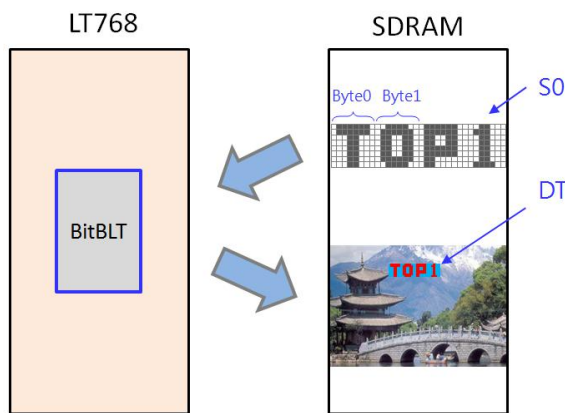 LT768
SDRAM
Byte0 Byte1
S0
TOP1
DT
TOP1
BitBLT